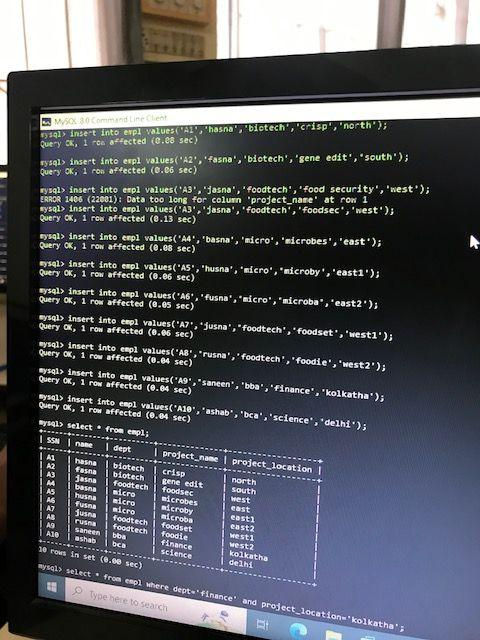 MySQL 8.0 Command Line Client
mysql> insert into empl values('A1','hasna','biotech','crisp','north');
Query OK, 1 row affected (0.08 sec)
mysql> insert into empl values('A2','fasna','biotech','gene edit','south');
Query OK, 1 row affected (0.06 sec)
mysql> insert into empl values('A3','jasna','foodtech','food security','west');
ERROR 1406 (22001): Data too long for column 'project_name' at row 1
mysql> insert into empl values('A3','jasna','foodtech','foodsec','west');
Query OK, 1 row affected (0.13 sec)
mysql> insert into empl values('A4','basna','micro','microbes','east');
Query OK, 1 row affected (0.08 sec)
mysql> insert into empl values('A5','husna','micro','microby','east1');
Query OK, 1 row affected (0.06 sec)
mysql> insert into empl values('A6','fusna','micro','microba','east2');
Query OK, 1 row affected (0.05 sec)
mysql> insert into empl values('A7','jusna','foodtech','foodset','west1');
Query OK, 1 row affected (0.06 sec)
mysql> insert into empl values('A8','rusna','foodtech','foodie','west2');
Query OK, 1 row affected (0.04 sec)
mysql> insert into empl values('A9','saneen','bba','finance','kolkatha');
Query OK, 1 row affected (0.04 sec)
mysql> insert into empl values('A10','ashab','bca','science','delhi');
Query OK, 1 row affected (0.04 sec)
mysql> select * from empl;
| SSN | name | dept | project_name | project_location |
| A1 | hasna | biotech | crisp | north |
| A2 | fasna | biotech | gene edit | south |
| A3 | jasna | foodtech | foodsec | west |
| A4 | basna | micro | microbes | east |
| A5 | husna | micro | microby | east1 |
| A6 | fusna | micro | microba | east2 |
| A7 | jusna | foodtech | foodset | west1 |
| A8 | rusna | foodtech | foodie | west2 |
| A9 | saneen | bba | finance | kolkatha |
| A10 | ashab | bca | science | delhi |
10 rows in set (0.00 sec)
mysql> select * from empl where dept='finance' and project_location='kolkatha';
Type here to search